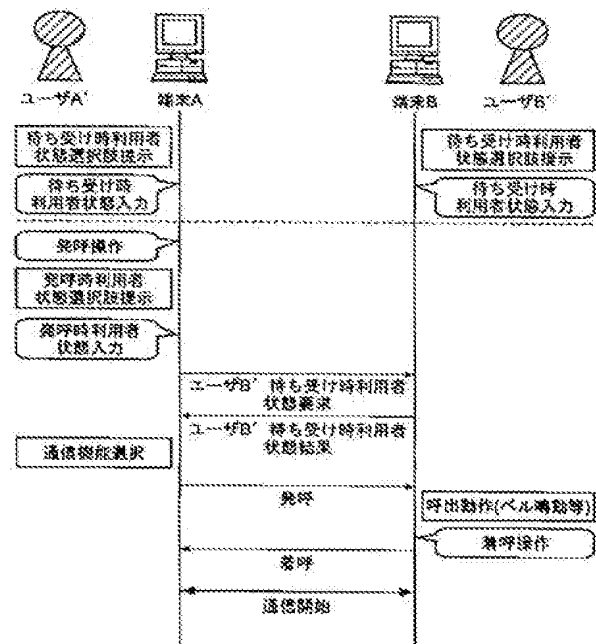 ユーザA'
端末A
端末B
ユーザB'
待ち受け時利用者
状態選択肢提示
待ち受け時利用者
状態選択肢提示
待ち受け時
利用者状態入力
待ち受け時
利用者状態入力
発呼操作
発呼時利用者
状態選択肢提示
発呼時利用者
状態入力
ユーザB' 待ち受け時利用者
状態要求
ユーザB' 待ち受け時利用者
状態結果
通信機能選択
発呼
呼出動作(ベル鳴動等)
着呼操作
着呼
通信開始